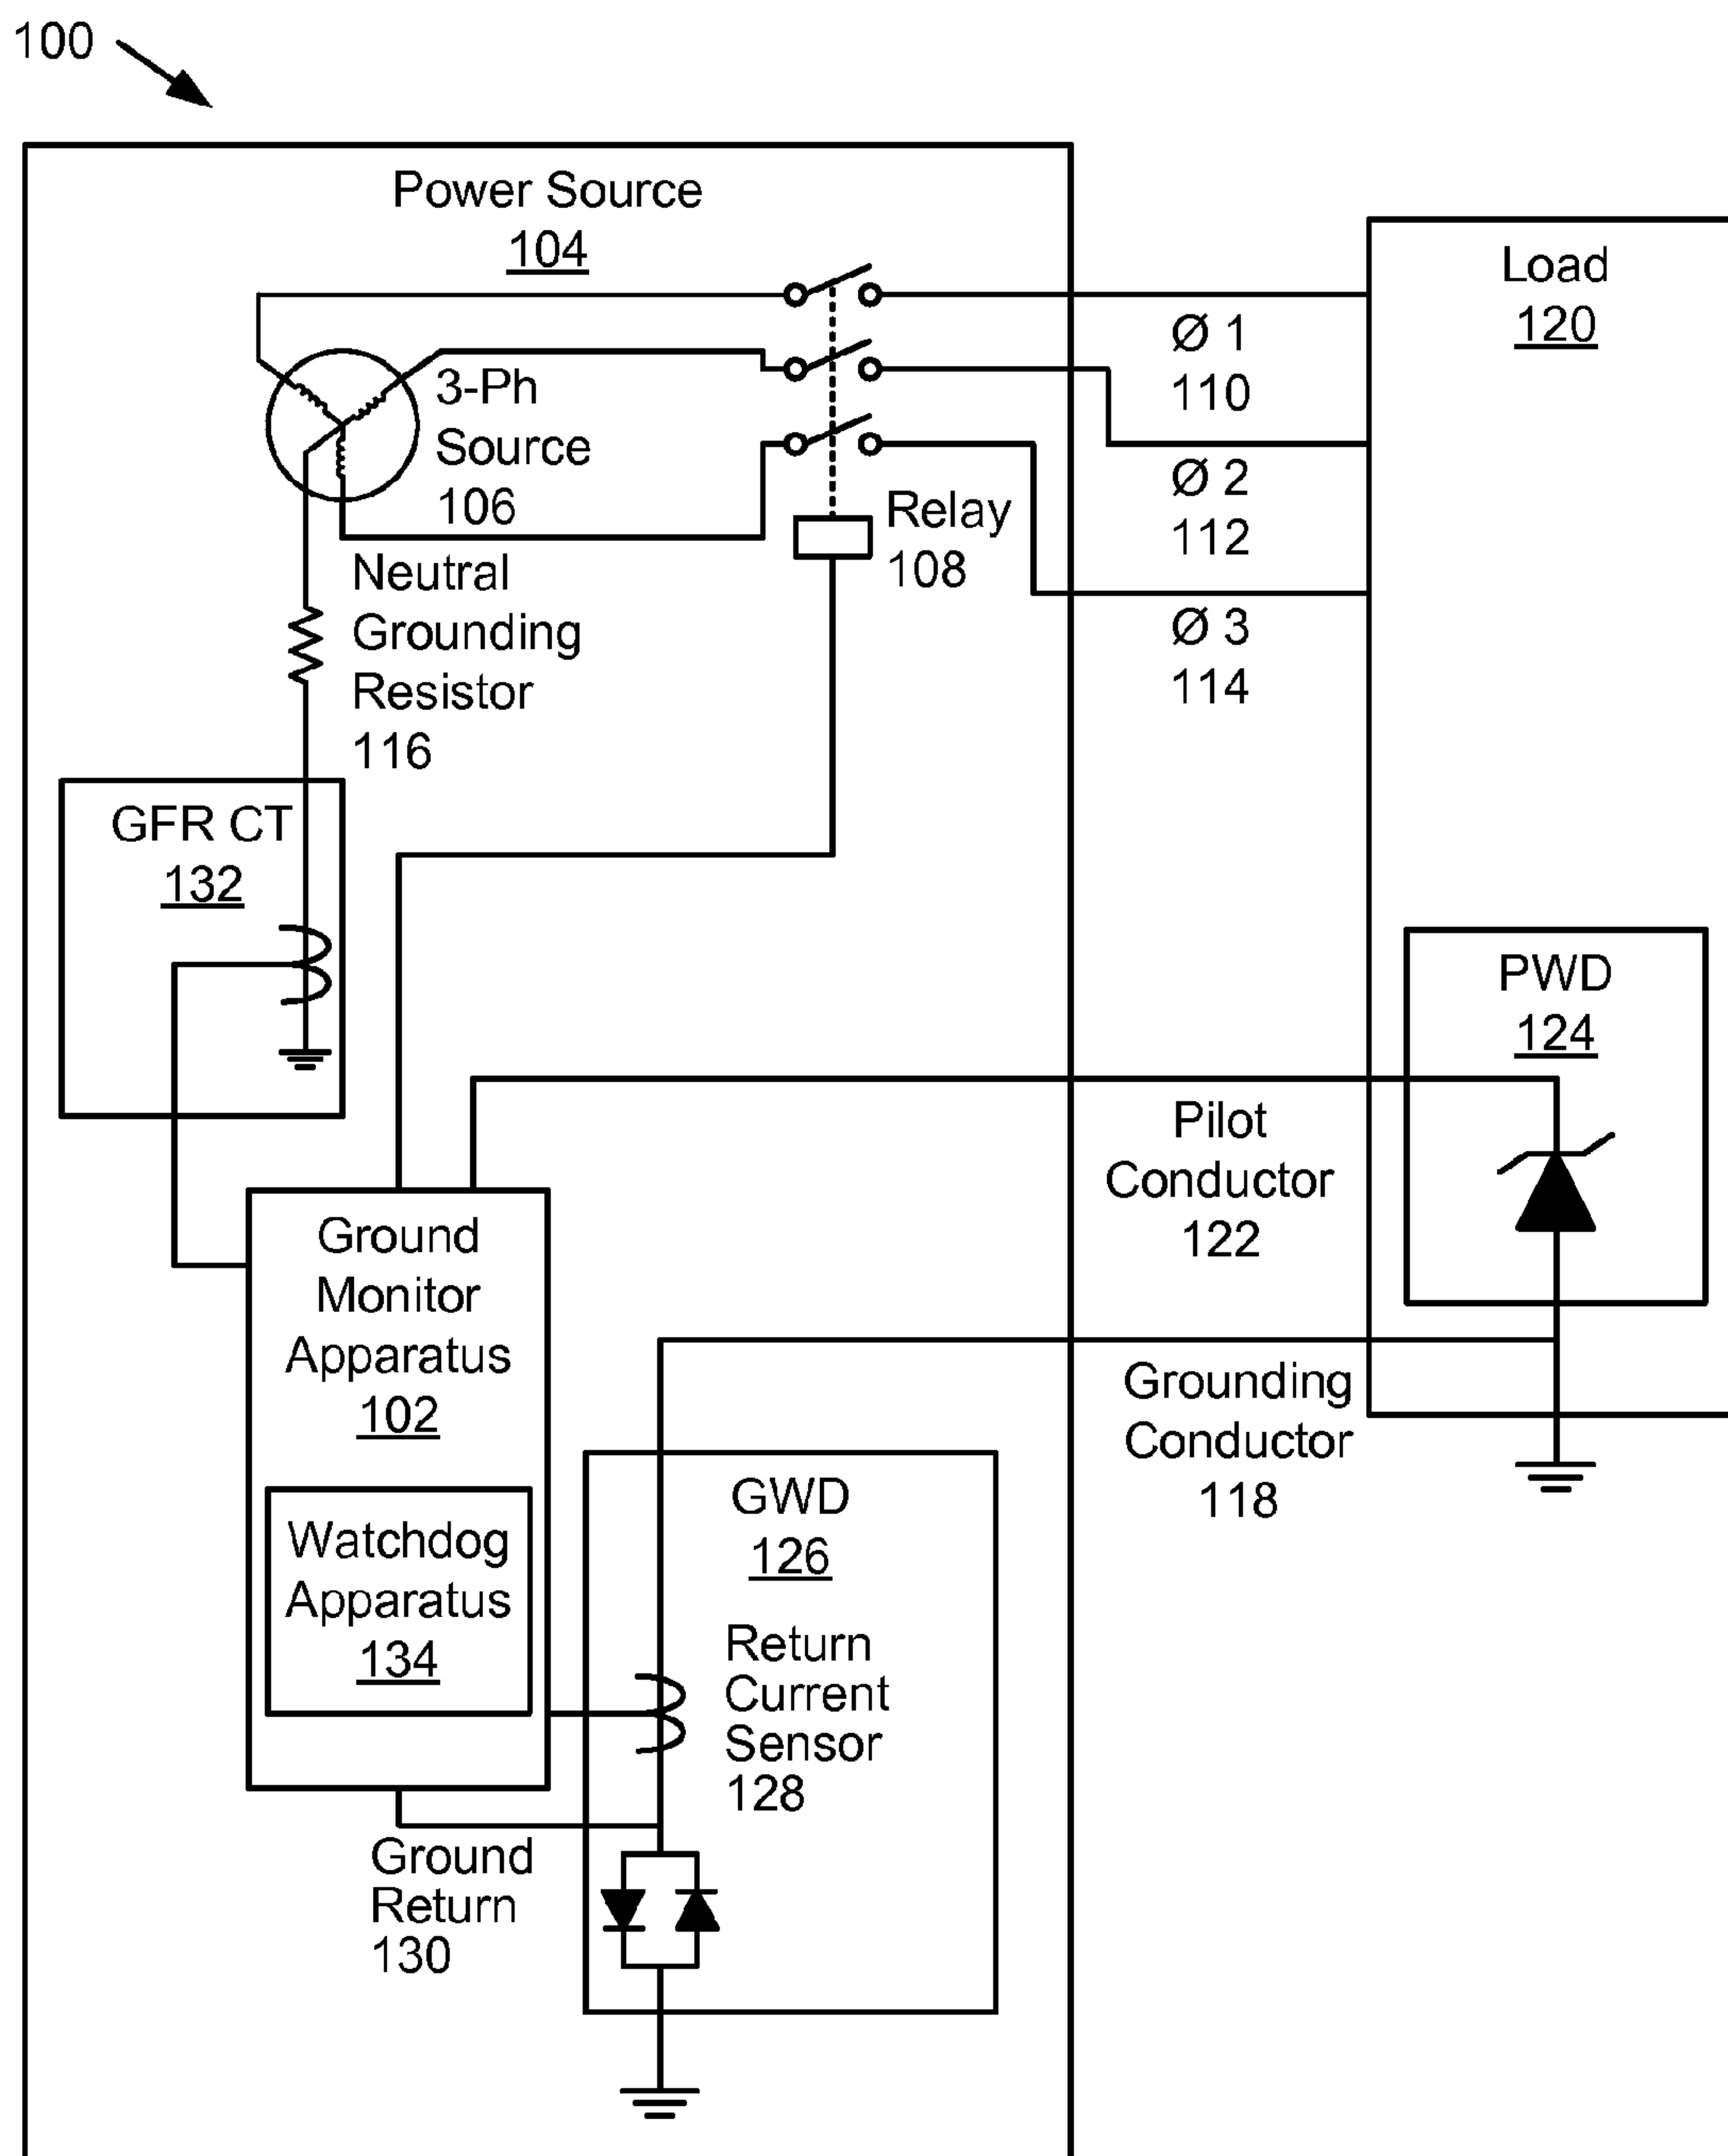 100
Power Source
104
Load
120
Ø 1
110
3-Ph
Source
106
Ø 2
112
Relay
108
Neutral
Grounding
Resistor
116
Ø 3
114
GFR CT
132
PWD
124
Pilot
Conductor
122
Ground
Monitor
Apparatus
102
Grounding
Conductor
118
Watchdog
Apparatus
134
GWD
126
Return
Current
Sensor
128
Ground
Return
130